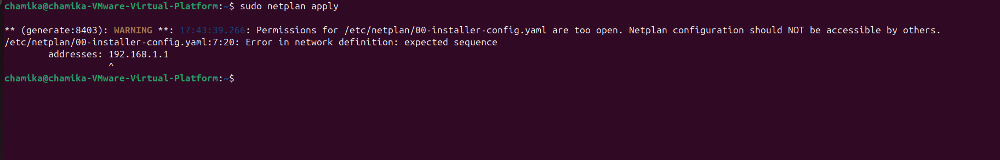 chamika@chamika-VMware-Virtual-Platform:~$ sudo netplan apply
** (generate:8403): WARNING **: 17:43:39.266: Permissions for /etc/netplan/00-installer-config.yaml are too open. Netplan configuration should NOT be accessible by others.
/etc/netplan/00-installer-config.yaml:7:20: Error in network definition: expected sequence
        addresses: 192.168.1.1
                   ^
chamika@chamika-VMware-Virtual-Platform:~$